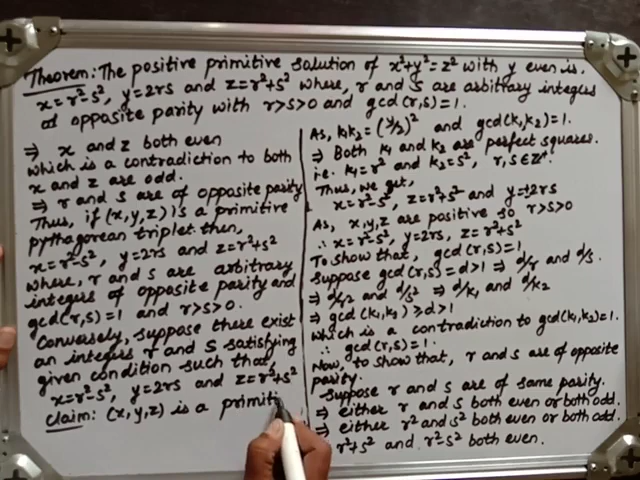 Theorem: The positive primitive solution of x²+y²=z² with y even is.
x=r²-s², y=2rs and z=r²+s² where, r and s are arbitrary integers
of opposite parity with r>s>0 and gcd(r,s)=1.
⇒ x and z both even
which is a contradiction to both
x and z are odd.
⇒ r and s are of opposite parity
Thus, if (x,y,z) is a primitive
pythagorean triplet then,
x=r²-s², y=2rs and z=r²+s²
where, r and s are arbitrary
integers of opposite parity and
gcd(r,s)=1 and r>s>0.
Conversely, suppose there exist
an integers r and s satisfying
given condition such that,
x=r²-s², y=2rs and z=r²+s²
Claim: (x,y,z) is a primiti
As, k₁k₂=(y/2)² and gcd(k₁,k₂)=1.
⇒ Both k₁ and k₂ are perfect squares.
i.e. k₁=r² and k₂=s², r,s∈Z⁺.
Thus, we get,
x=r²-s², z=r²+s² and y=±2rs
As, x,y,z are positive so r>s>0
∴ x=r²-s², y=2rs, z=r²+s²
To show that, gcd(r,s)=1
Suppose gcd(r,s)=d>1 ⇒ d/r and d/s.
⇒ d/r² and d/s² ⇒ d/k₁ and d/k₂
⇒ gcd(k₁,k₂)≥d>1
which is a contradiction to gcd(k₁,k₂)=1.
∴ gcd(r,s)=1.
Now, to show that, r and s are of opposite
parity.
Suppose r and s are of same parity.
⇒ either r and s both even or both odd.
⇒ either r² and s² both even or both odd.
⇒ r²+s² and r²-s² both even.